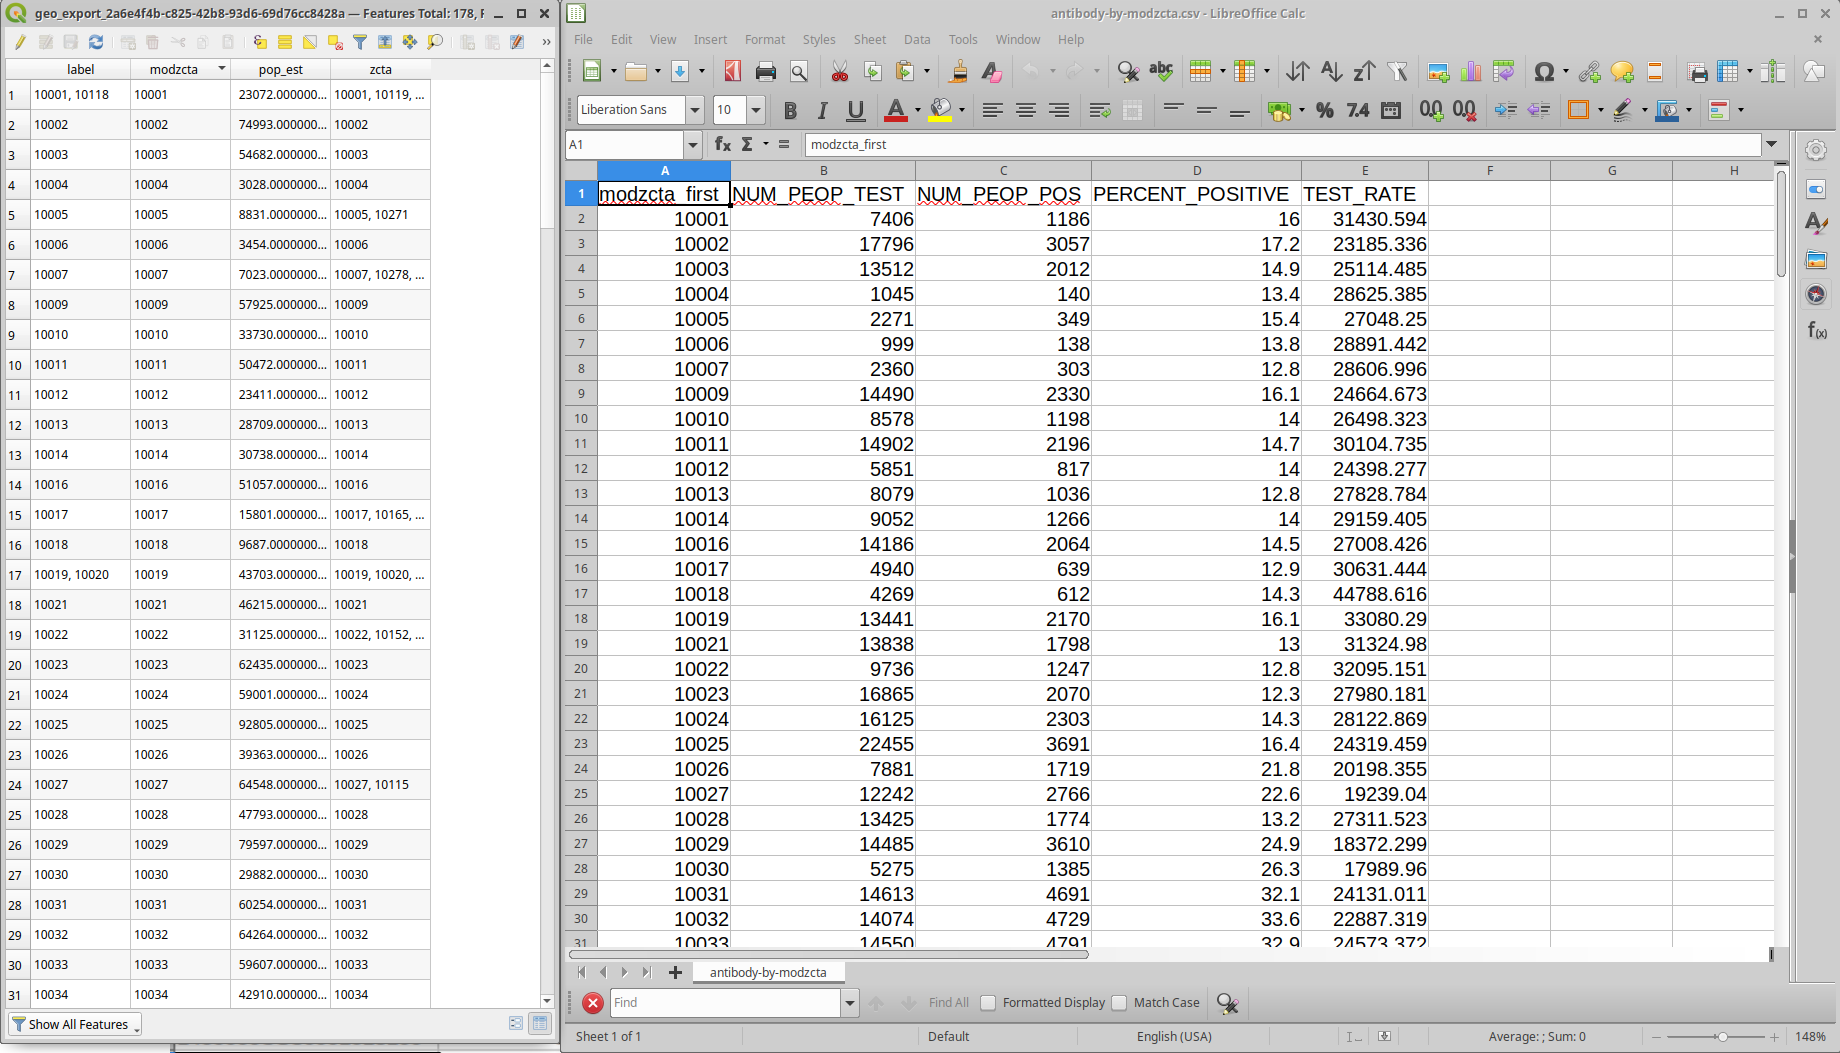 geo_export_2a6e4f4b-c825-42b8-93d6-69d76cc8428a — Features Total: 178, F
label modzcta pop_est zcta
1 10001, 10118 10001 23072.000000... 10001, 10119, ...
2 10002 10002 74993.000000... 10002
3 10003 10003 54682.000000... 10003
4 10004 10004 3028.0000000... 10004
5 10005 10005 8831.0000000... 10005, 10271
6 10006 10006 3454.0000000... 10006
7 10007 10007 7023.0000000... 10007, 10278, ...
8 10009 10009 57925.000000... 10009
9 10010 10010 33730.000000... 10010
10 10011 10011 50472.000000... 10011
11 10012 10012 23411.000000... 10012
12 10013 10013 28709.000000... 10013
13 10014 10014 30738.000000... 10014
14 10016 10016 51057.000000... 10016
15 10017 10017 15801.000000... 10017, 10165, ...
16 10018 10018 9687.0000000... 10018
17 10019, 10020 10019 43703.000000... 10019, 10020, ...
18 10021 10021 46215.000000... 10021
19 10022 10022 31125.000000... 10022, 10152, ...
20 10023 10023 62435.000000... 10023
21 10024 10024 59001.000000... 10024
22 10025 10025 92805.000000... 10025
23 10026 10026 39363.000000... 10026
24 10027 10027 64548.000000... 10027, 10115
25 10028 10028 47793.000000... 10028
26 10029 10029 79597.000000... 10029
27 10030 10030 29882.000000... 10030
28 10031 10031 60254.000000... 10031
29 10032 10032 64264.000000... 10032
30 10033 10033 59607.000000... 10033
31 10034 10034 42910.000000... 10034
Show All Features
antibody-by-modzcta.csv - LibreOffice Calc
File Edit View Insert Format Styles Sheet Data Tools Window Help
Liberation Sans 10
A1 modzcta_first
A B C D E F G H
1 modzcta_first NUM_PEOP_TEST NUM_PEOP_POS PERCENT_POSITIVE TEST_RATE
2 10001 7406 1186 16 31430.594
3 10002 17796 3057 17.2 23185.336
4 10003 13512 2012 14.9 25114.485
5 10004 1045 140 13.4 28625.385
6 10005 2271 349 15.4 27048.25
7 10006 999 138 13.8 28891.442
8 10007 2360 303 12.8 28606.996
9 10009 14490 2330 16.1 24664.673
10 10010 8578 1198 14 26498.323
11 10011 14902 2196 14.7 30104.735
12 10012 5851 817 14 24398.277
13 10013 8079 1036 12.8 27828.784
14 10014 9052 1266 14 29159.405
15 10016 14186 2064 14.5 27008.426
16 10017 4940 639 12.9 30631.444
17 10018 4269 612 14.3 44788.616
18 10019 13441 2170 16.1 33080.29
19 10021 13838 1798 13 31324.98
20 10022 9736 1247 12.8 32095.151
21 10023 16865 2070 12.3 27980.181
22 10024 16125 2303 14.3 28122.869
23 10025 22455 3691 16.4 24319.459
24 10026 7881 1719 21.8 20198.355
25 10027 12242 2766 22.6 19239.04
26 10028 13425 1774 13.2 27311.523
27 10029 14485 3610 24.9 18372.299
28 10030 5275 1385 26.3 17989.96
29 10031 14613 4691 32.1 24131.011
30 10032 14074 4729 33.6 22887.319
31 10033 14550 4791 32.9 24573.372
antibody-by-modzcta
Find Find All Formatted Display Match Case
Sheet 1 of 1 Default English (USA) Average: ; Sum: 0 148%